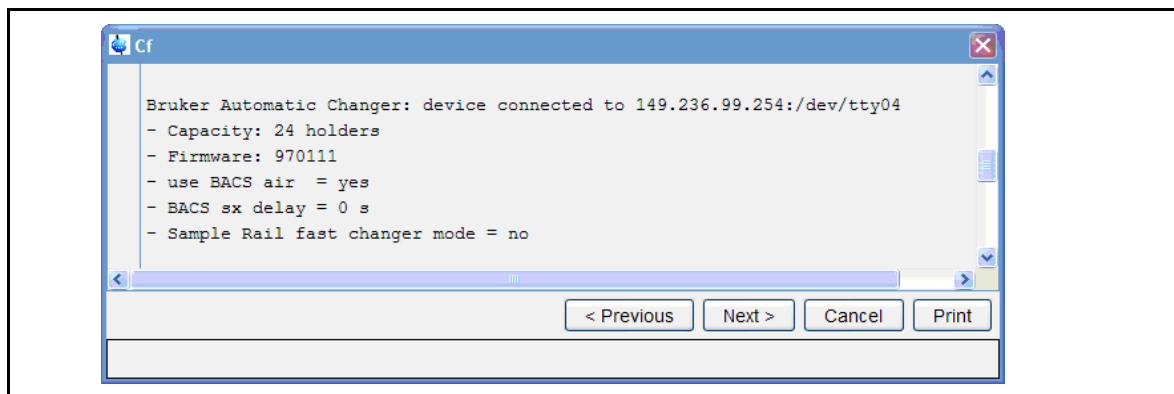 Cf
Bruker Automatic Changer: device connected to 149.236.99.254:/dev/tty04
- Capacity: 24 holders
- Firmware: 970111
- use BACS air  = yes
- BACS sx delay = 0 s
- Sample Rail fast changer mode = no
< Previous
Next >
Cancel
Print